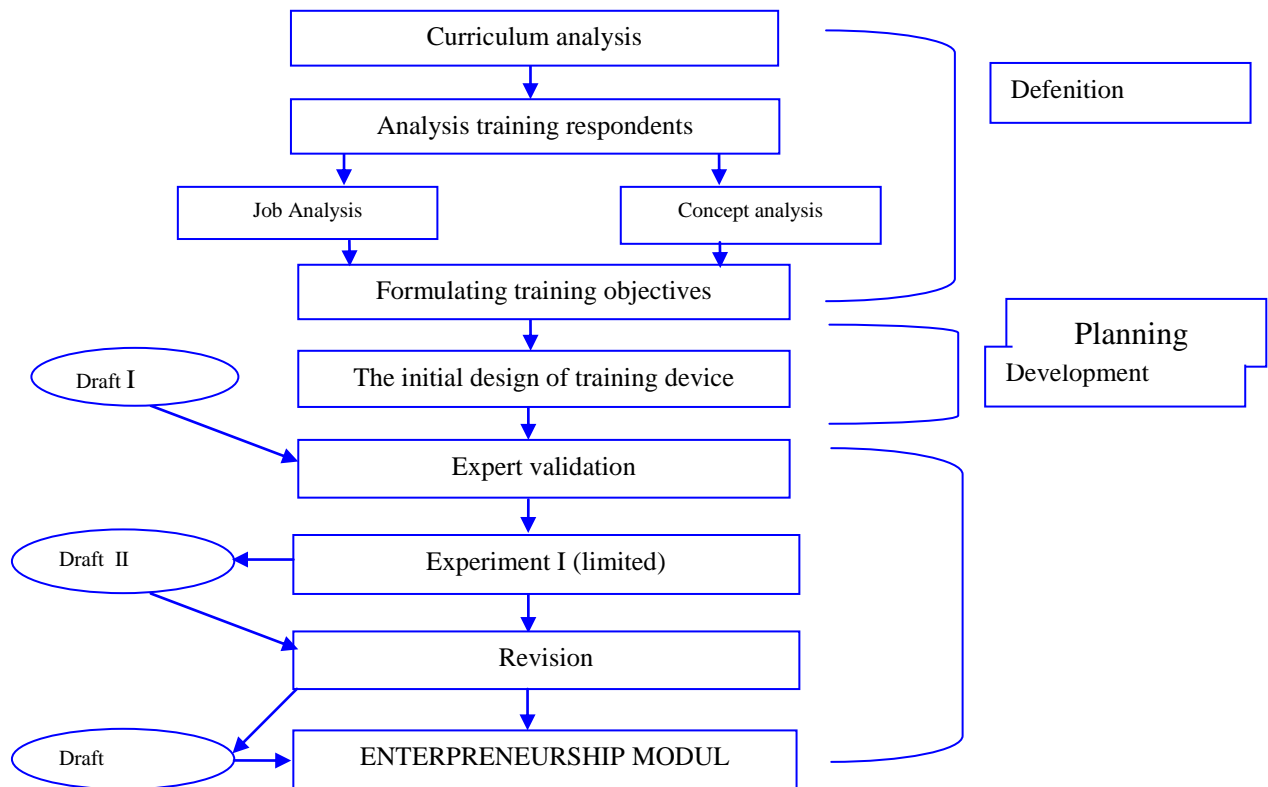 Curriculum analysis
Defenition
Analysis training respondents
Job Analysis
Concept analysis
Formulating training objectives
Planning
Development
Draft I
The initial design of training device
Expert validation
Draft II
Experiment I (limited)
Revision
Draft
ENTERPRENEURSHIP MODUL